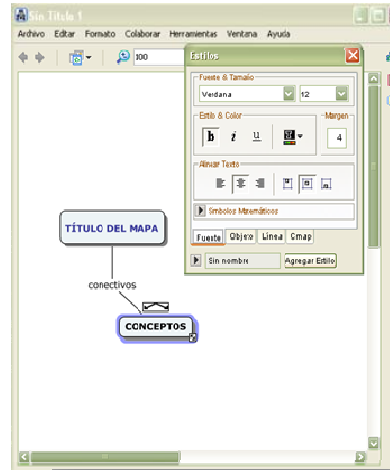 Sin Titulo 1
Archivo Editar Formato Colaborar Herramientas Ventana Ayuda
100
Estilos
Fuente & Tamaño
Verdana 12
Estilo & Color Margen
b i u 4
Alinear Texto
Símbolos Matemáticos
Fuente Objeto Línea Cmap
Sin nombre Agregar Estilo
TÍTULO DEL MAPA
conectivos
CONCEPTOS